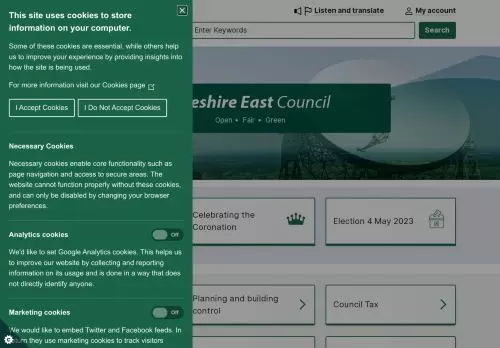 This site uses cookies to store
information on your computer.
Some of these cookies are essential, while others help
us to improve your experience by providing insights into
how the site is being used.
For more information visit our Cookies page
I Accept Cookies
I Do Not Accept Cookies
Necessary Cookies
Necessary cookies enable core functionality such as
page navigation and access to secure areas. The
website cannot function properly without these cookies,
and can only be disabled by changing your browser
preferences.
Analytics cookies
Off
We'd like to set Google Analytics cookies. This helps us
to improve our website by collecting and reporting
information on its usage and is done in a way that does
not directly identify anyone.
Marketing cookies
Off
We would like to embed Twitter and Facebook feeds. In
return they use marketing cookies to track visitors
Listen and translate
My account
Enter Keywords
Search
eshire East Council
Open • Fair • Green
Celebrating the
Coronation
Election 4 May 2023
Planning and building
control
Council Tax